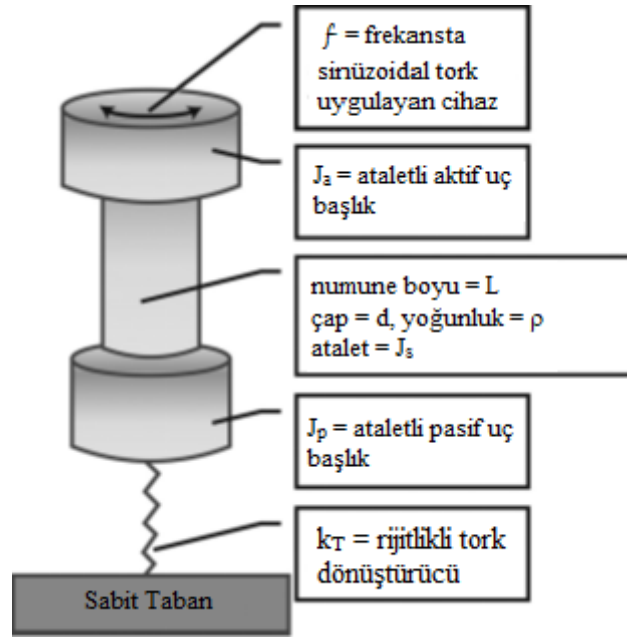 f = frekansta
sinüzoidal tork
uygulayan cihaz
Ja = ataletli aktif uç
başlık
numune boyu = L
çap = d, yoğunluk = ρ
atalet = Js
Jp = ataletli pasif uç
başlık
kT = rijitlikli tork
dönüştürücü
Sabit Taban